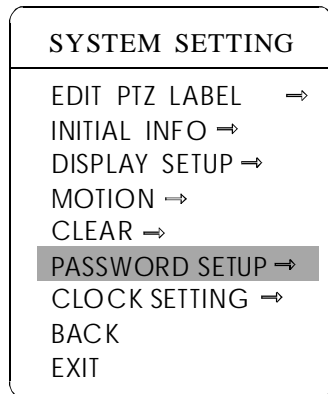 SYSTEM SETTING
EDIT PTZ LABEL →
INITIAL INFO →
DISPLAY SETUP →
MOTION →
CLEAR →
PASSWORD SETUP →
CLOCK SETTING →
BACK
EXIT